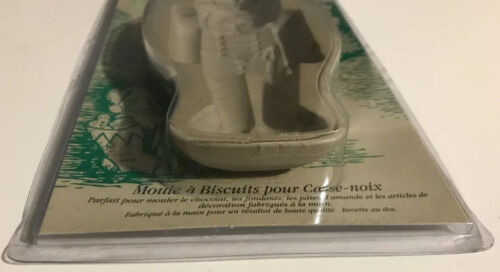 Moule à Biscuits pour Casse-noix
Parfait pour mouler le chocolat, les fondants, les pâtes d'amande et les articles de
décoration fabriqués à la main.
Fabriqué à la main pour un résultat de haute qualité. Recette au dos.